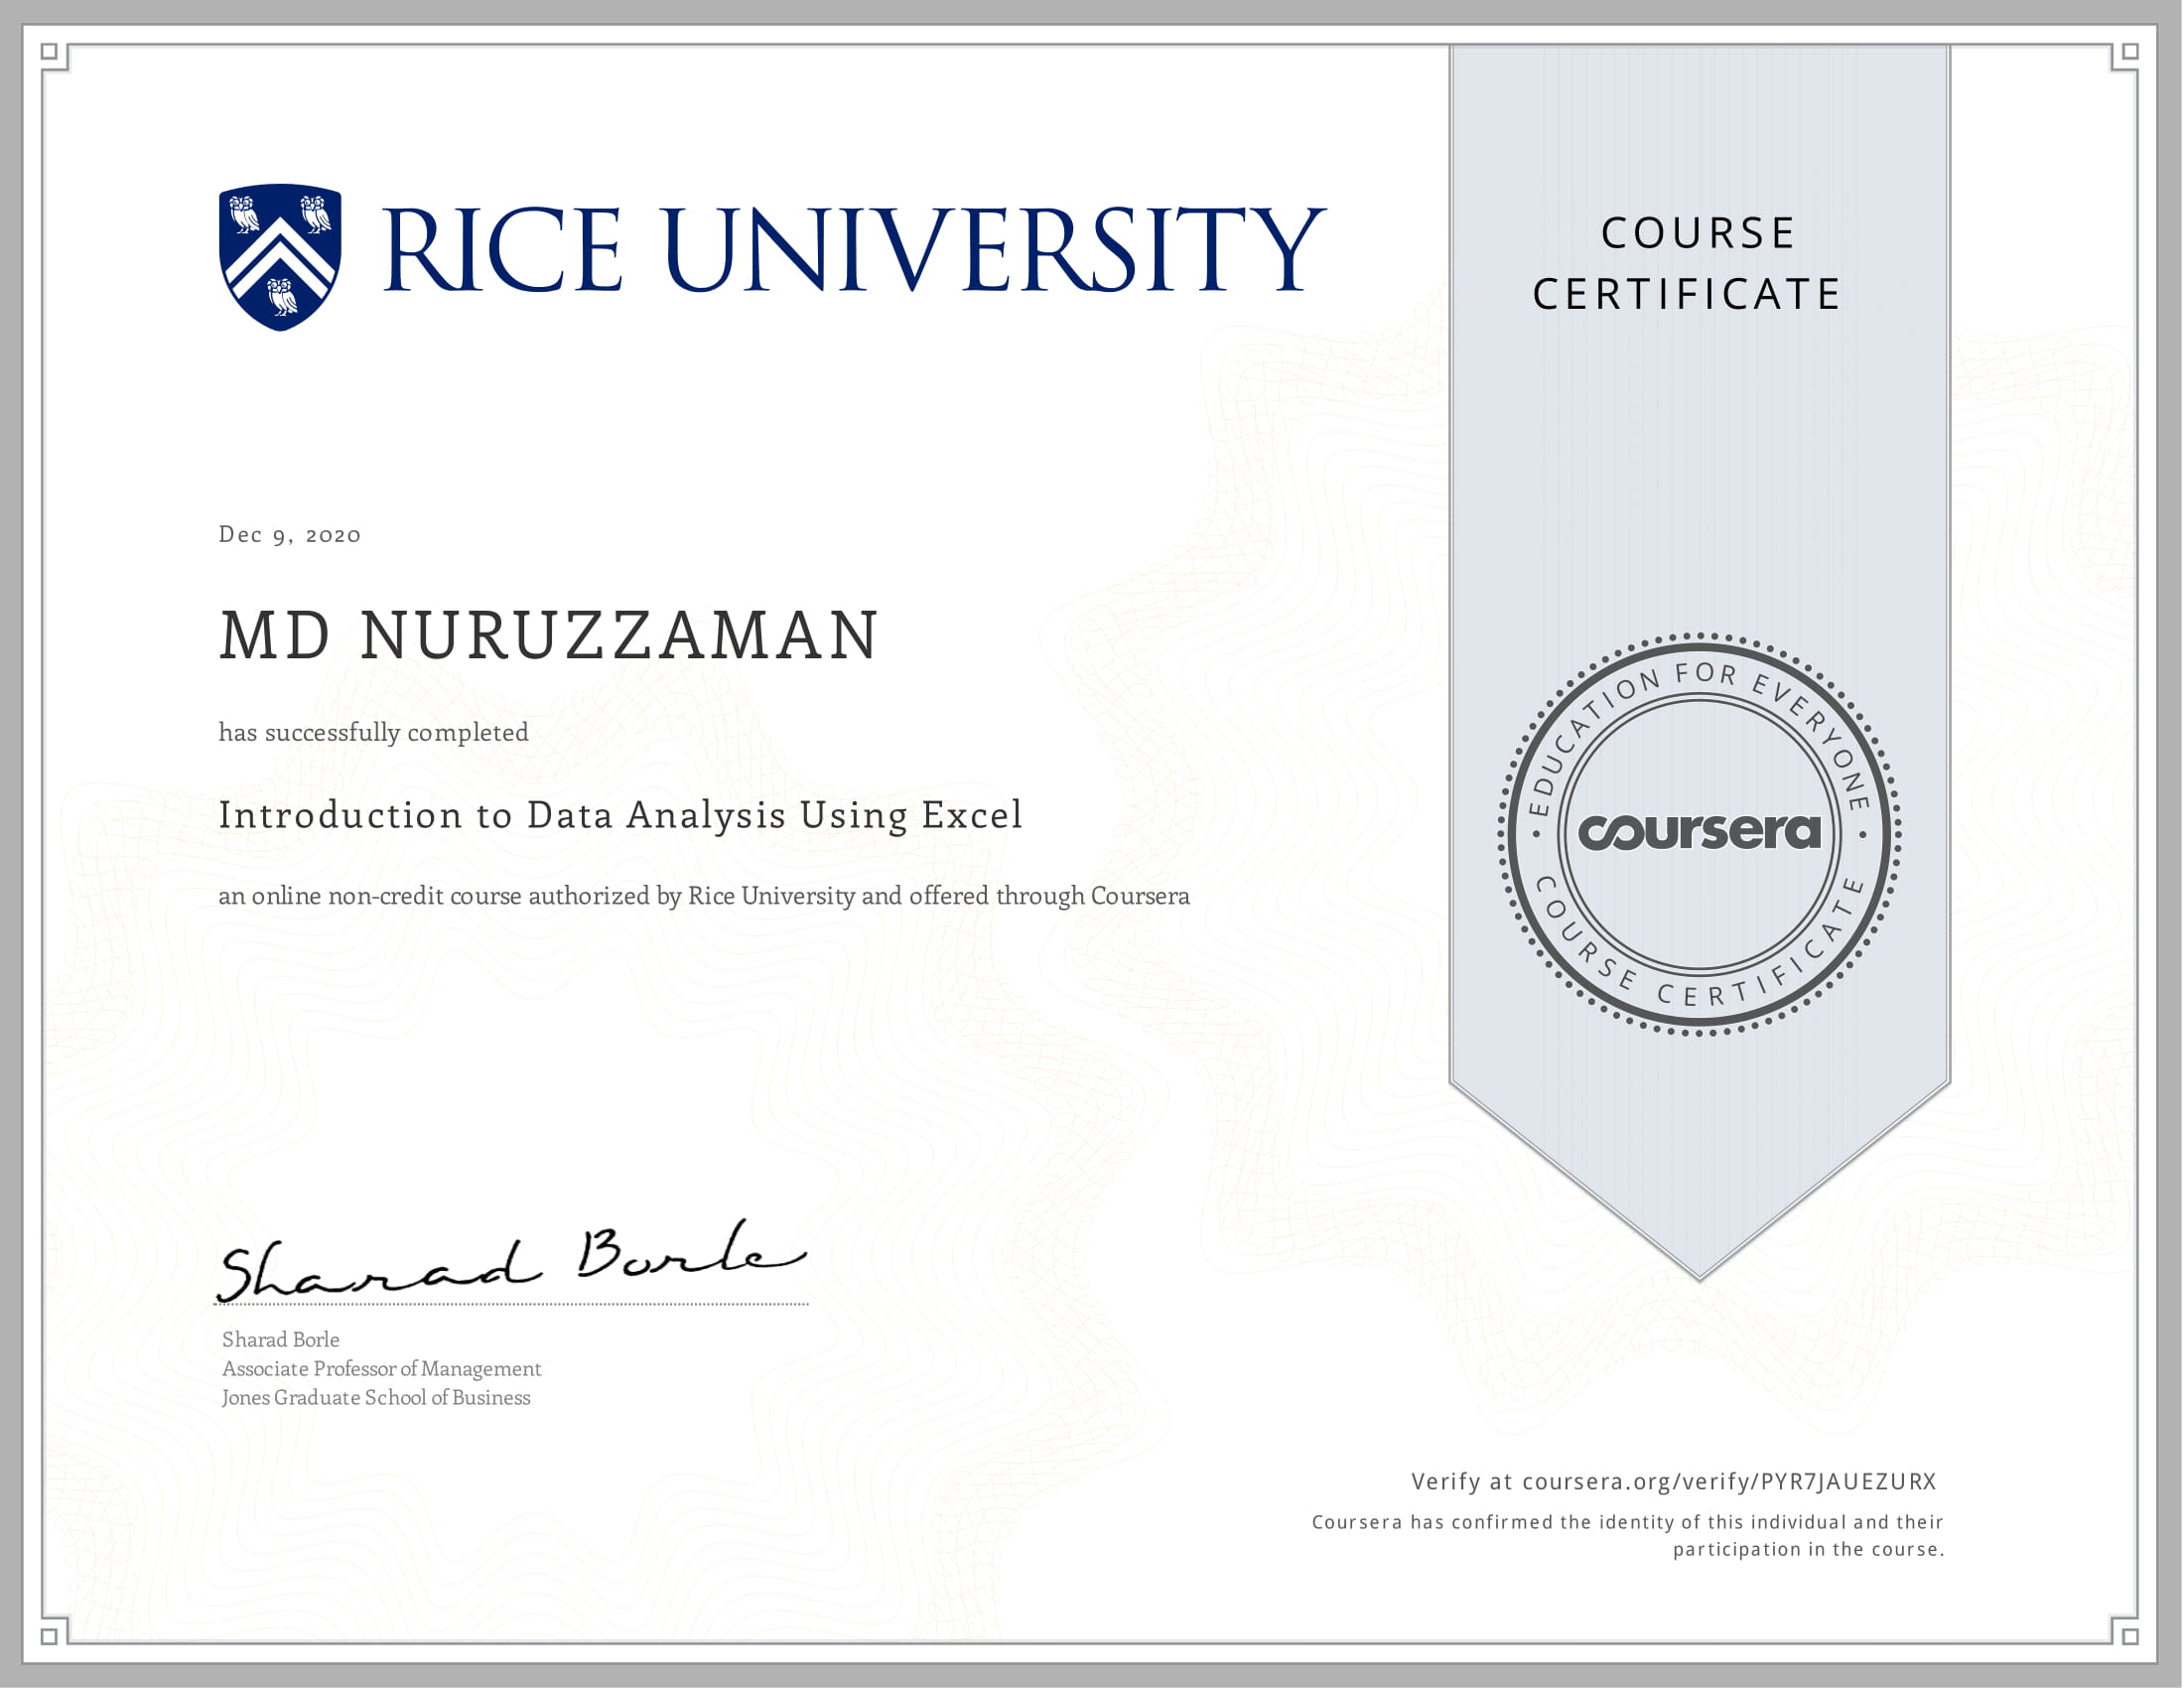 RICE UNIVERSITY
COURSE
CERTIFICATE
Dec 9, 2020
MD NURUZZAMAN
has successfully completed
Introduction to Data Analysis Using Excel
an online non-credit course authorized by Rice University and offered through Coursera
EDUCATION FOR EVERYONE
coursera
COURSE CERTIFICATE
Sharad Borle
Sharad Borle
Associate Professor of Management
Jones Graduate School of Business
Verify at coursera.org/verify/PYR7JAUEZURX
Coursera has confirmed the identity of this individual and their
participation in the course.